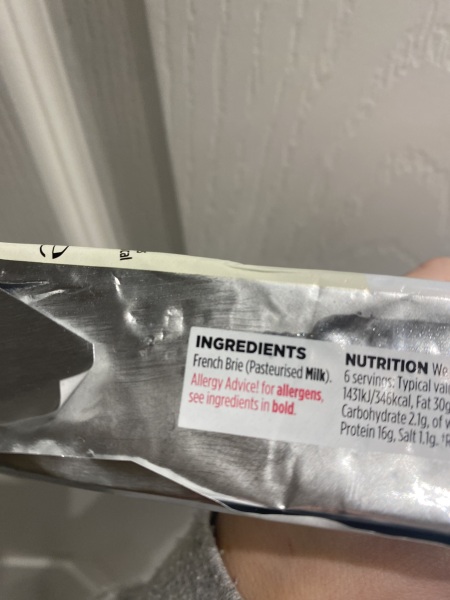 INGREDIENTS
French Brie (Pasteurised Milk).
Allergy Advice! for allergens,
see ingredients in bold.
NUTRITION We
6 servings; Typical
1431kJ/346kcal, Fat 30g
Carbohydrate 2.1g, of w
Protein 16g, Salt 1.1g.